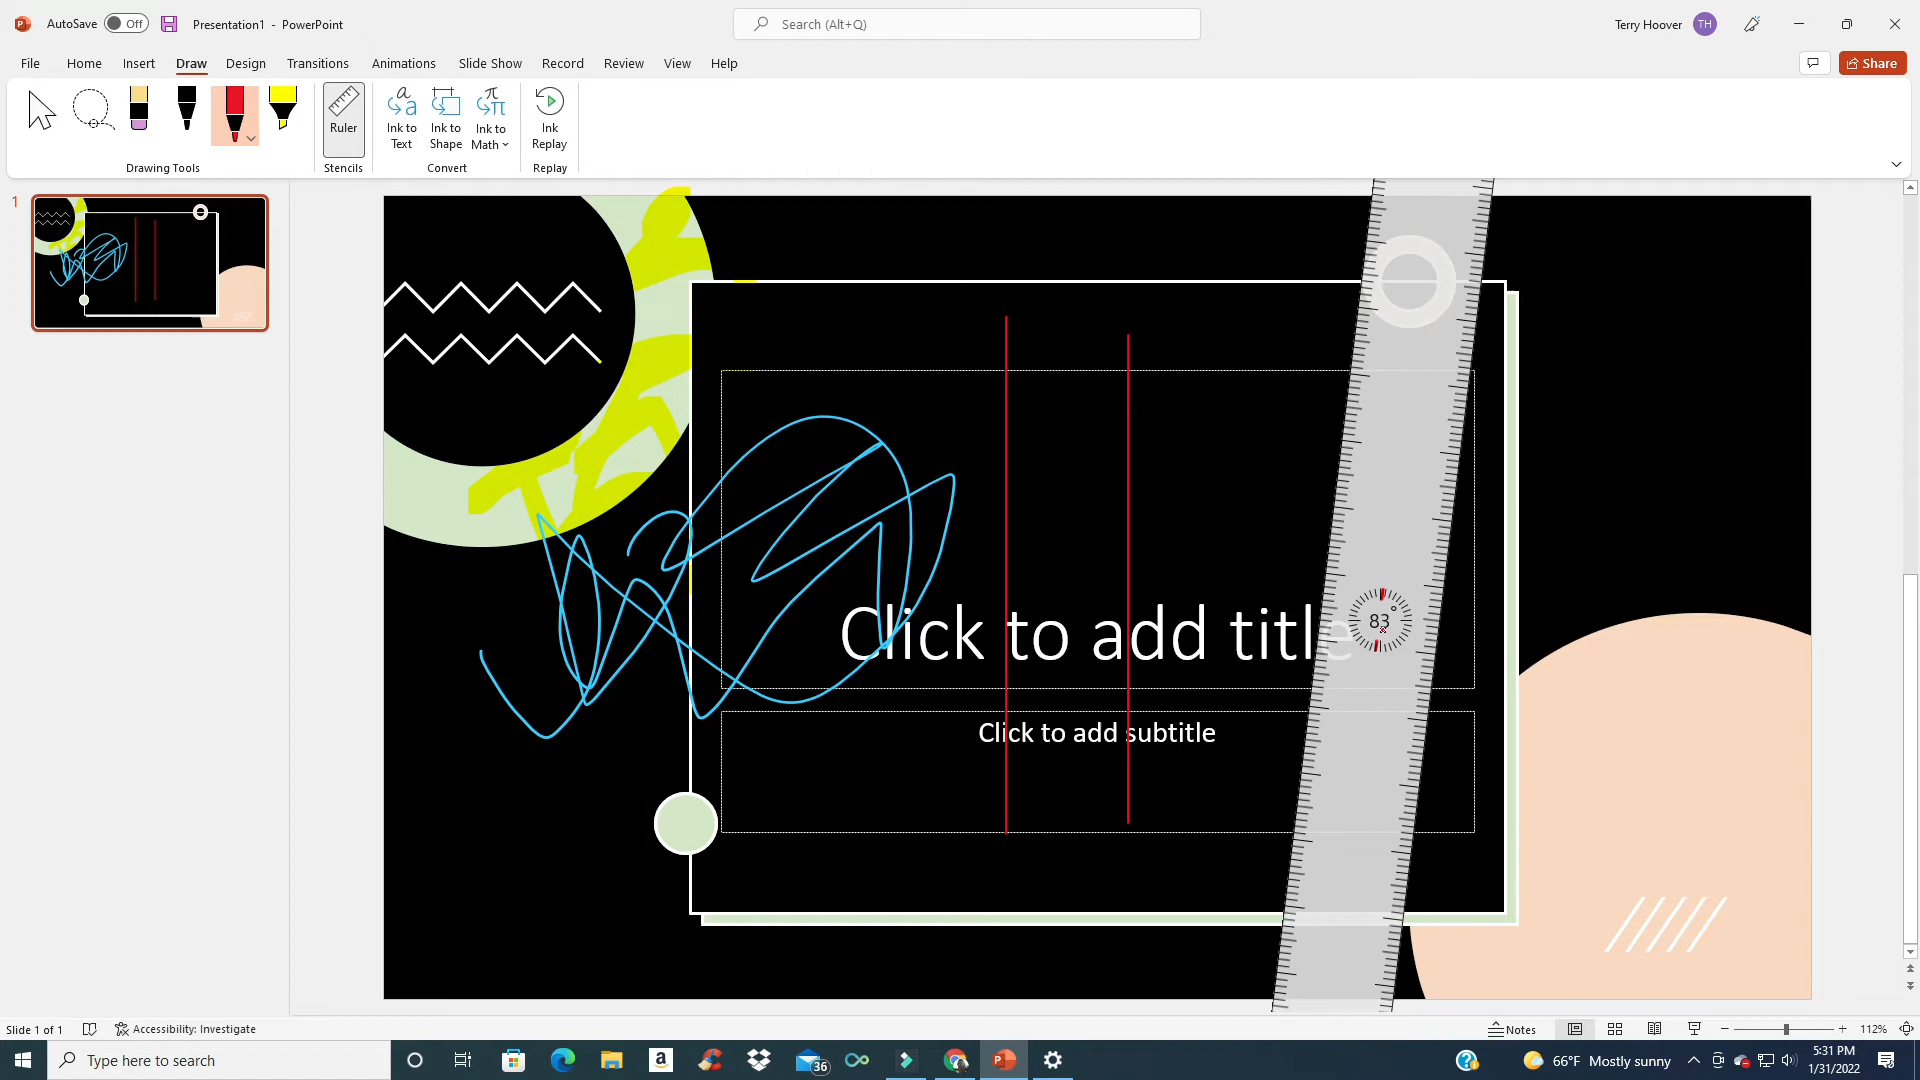 AutoSave Off Presentation1 - PowerPoint Search (Alt+Q) Terry Hoover TH
File Home Insert Draw Design Transitions Animations Slide Show Record Review View Help Share
Ruler
Ink to Text
Ink to Shape
Ink to Math
Ink Replay
Drawing Tools Stencils Convert Replay
1
Click to add title
83°
Click to add subtitle
Slide 1 of 1 Accessibility: Investigate Notes 112%
Type here to search 36 66°F Mostly sunny 5:31 PM
1/31/2022